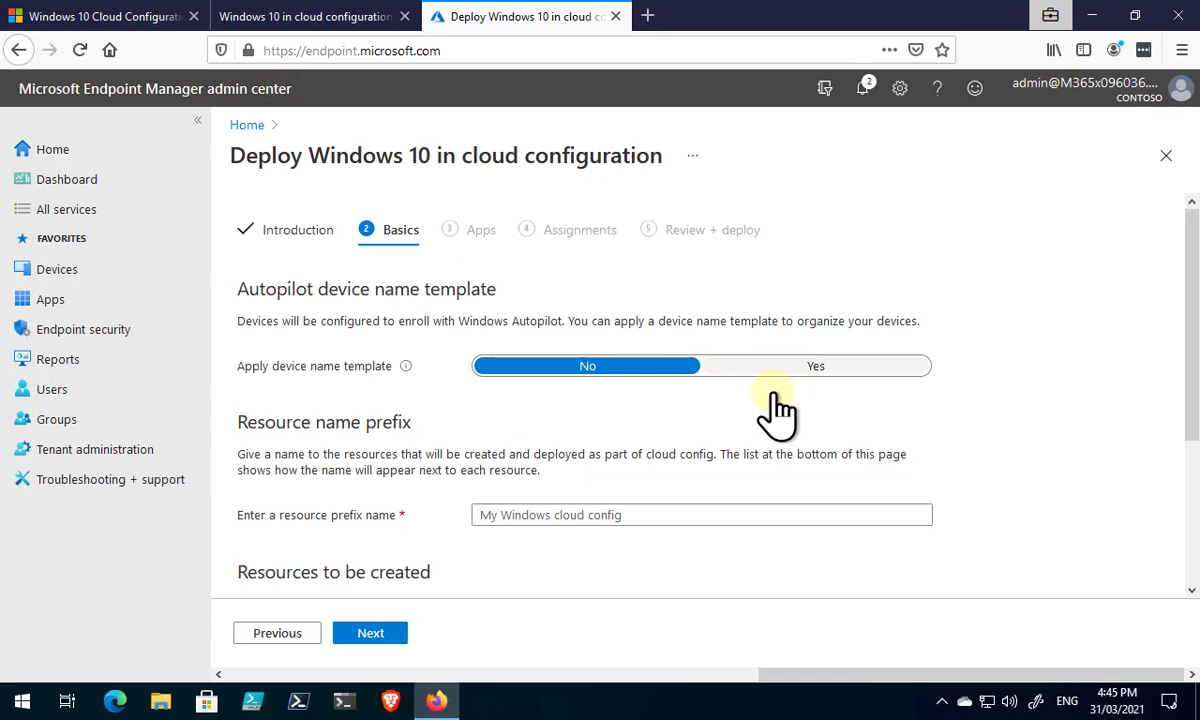 Windows 10 Cloud Configurati
Windows 10 in cloud configuration
Deploy Windows 10 in cloud co
https://endpoint.microsoft.com
Microsoft Endpoint Manager admin center
2
admin@M365x096036....
CONTOSO
Home
Dashboard
All services
FAVORITES
Devices
Apps
Endpoint security
Reports
Users
Groups
Tenant administration
Troubleshooting + support
Home
Deploy Windows 10 in cloud configuration
Introduction
2 Basics
3 Apps
4 Assignments
5 Review + deploy
Autopilot device name template
Devices will be configured to enroll with Windows Autopilot. You can apply a device name template to organize your devices.
Apply device name template
No
Yes
Resource name prefix
Give a name to the resources that will be created and deployed as part of cloud config. The list at the bottom of this page
shows how the name will appear next to each resource.
Enter a resource prefix name *
My Windows cloud config
Resources to be created
Previous
Next
ENG
4:45 PM
31/03/2021